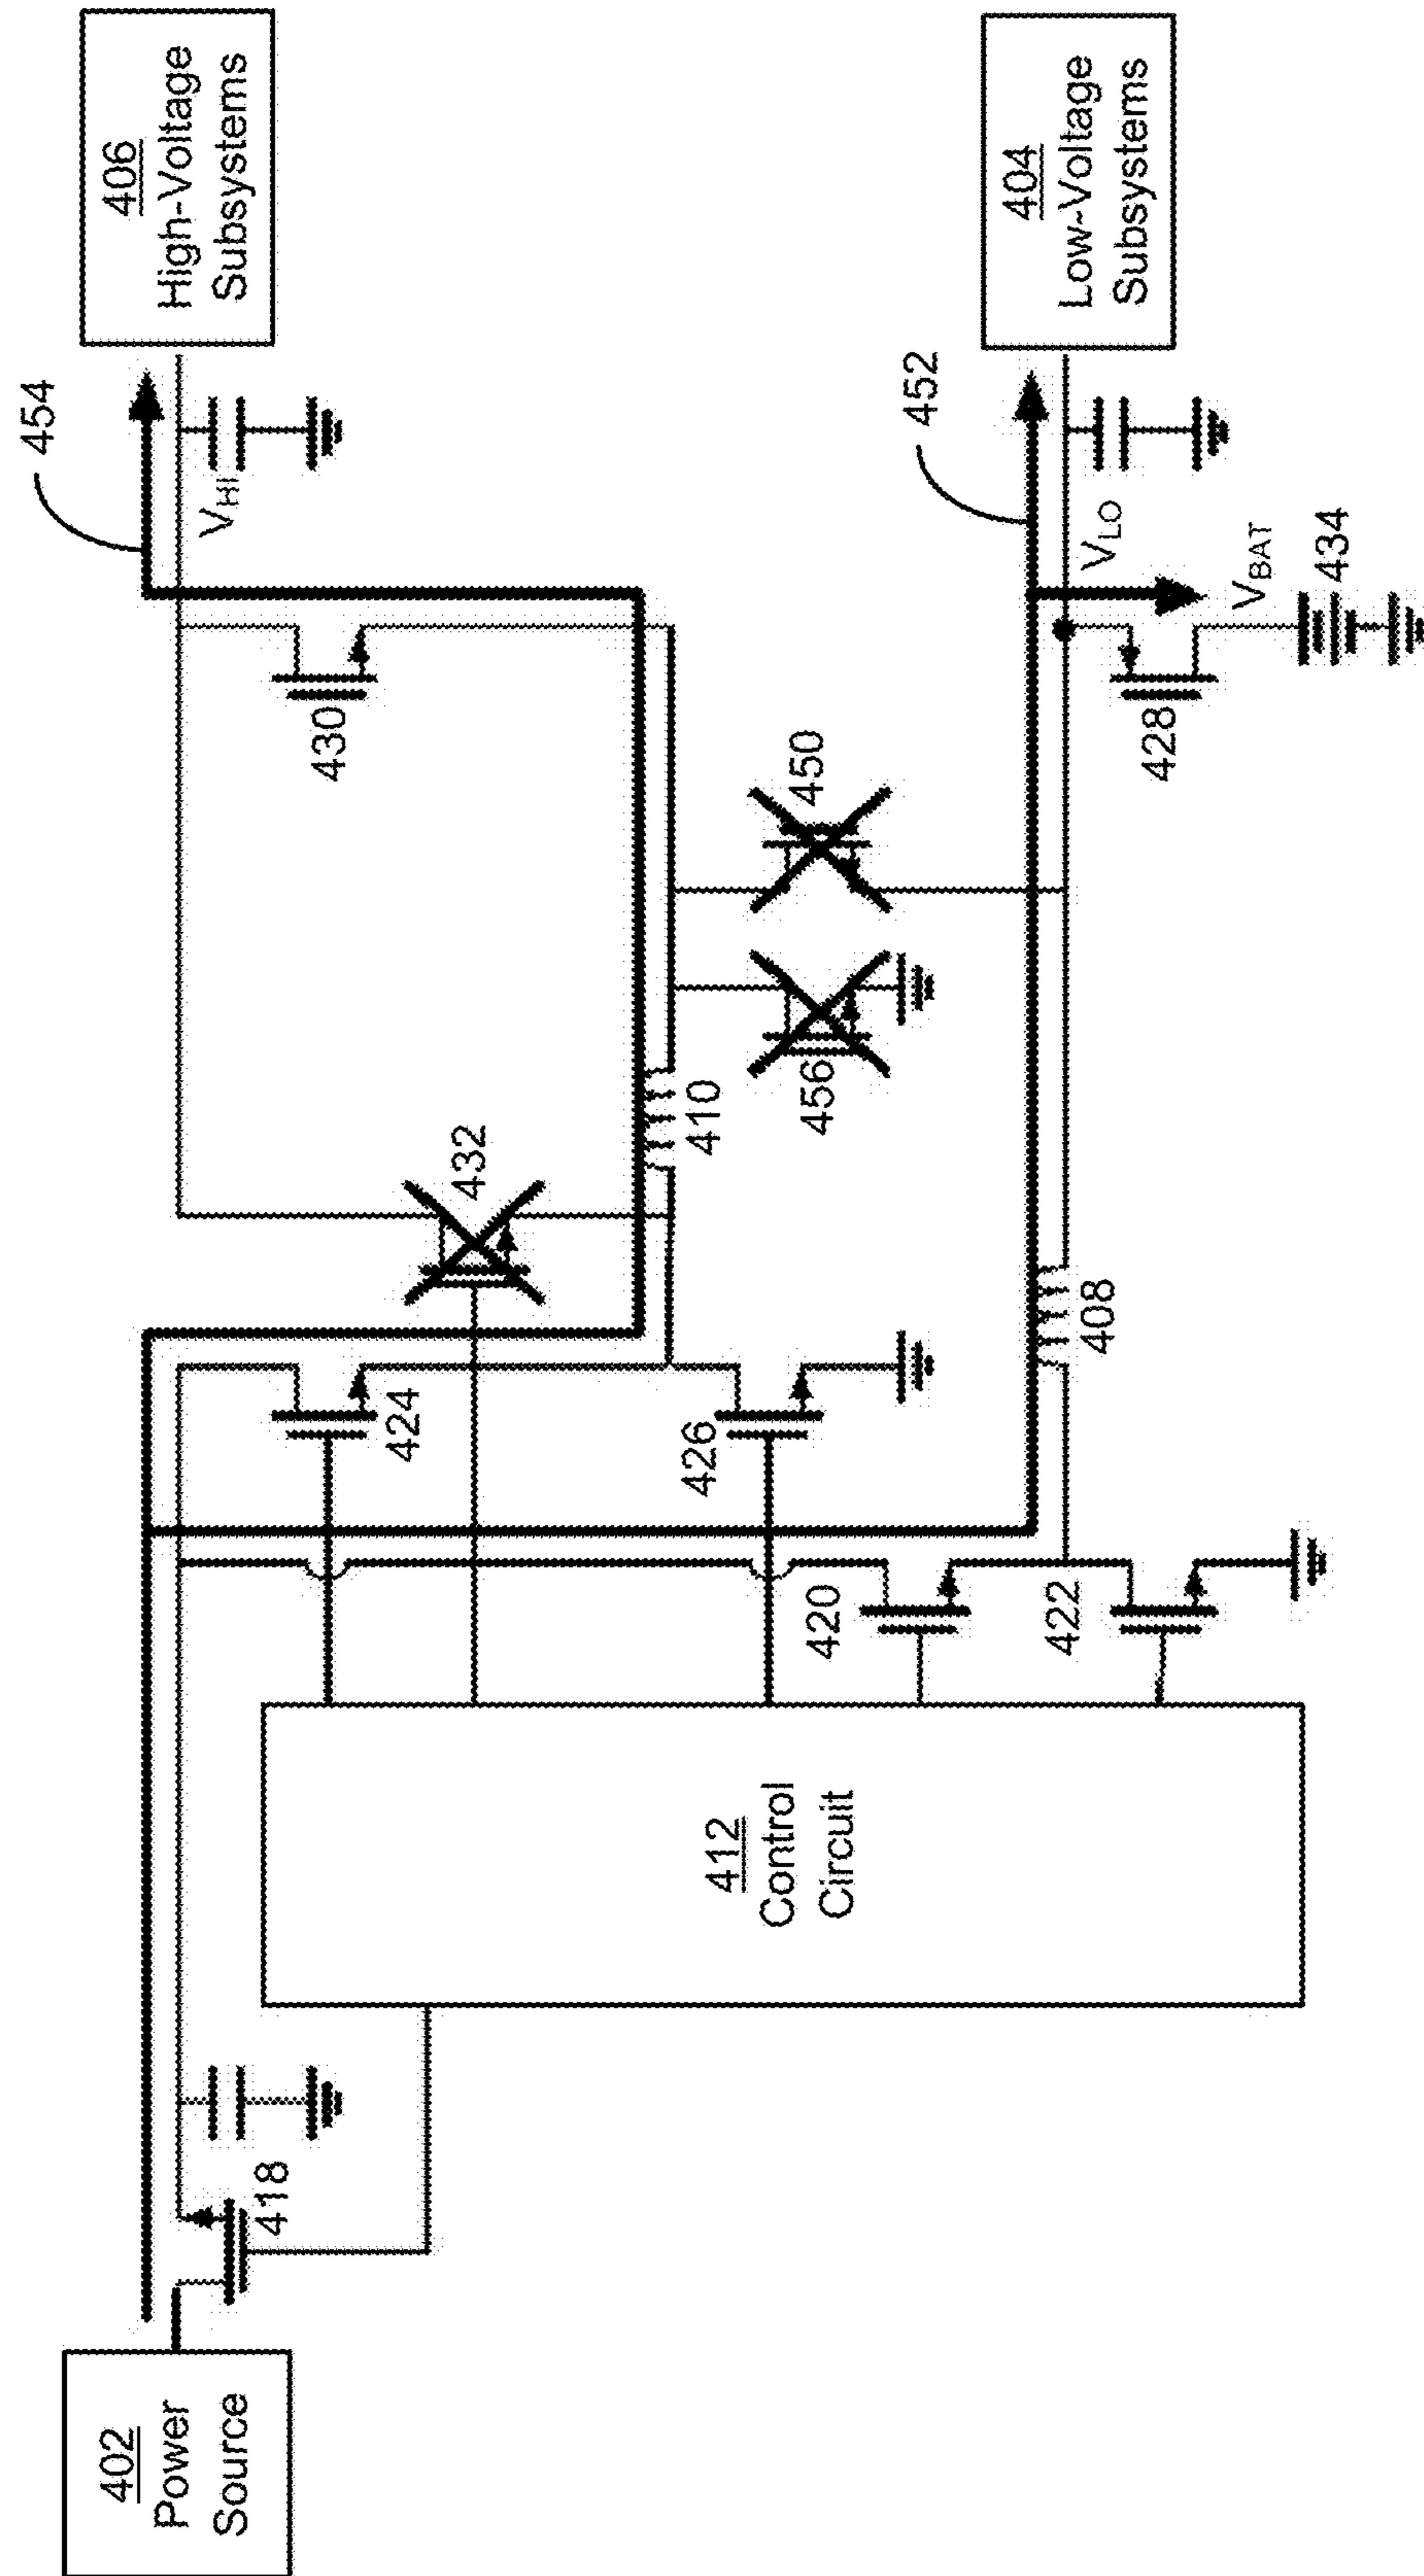 402
Power
Source
418
412
Control
Circuit
424
426
420
422
432
410
408
456
450
430
428
434
V_HI
V_LO
V_BAT
454
452
406
High-Voltage
Subsystems
404
Low-Voltage
Subsystems